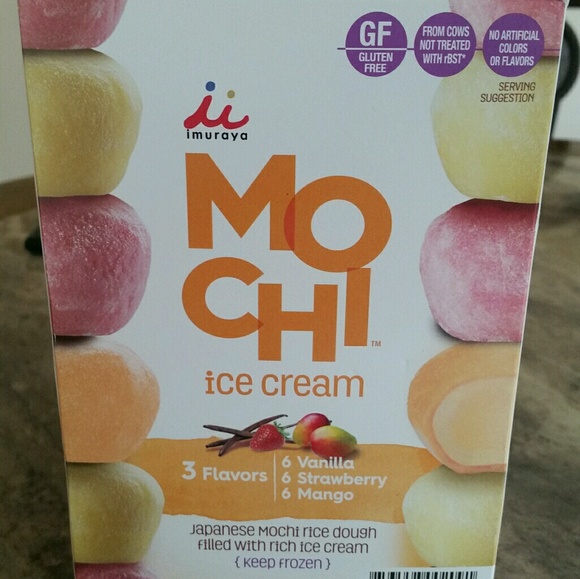 GF
GLUTEN
FREE
FROM COWS
NOT TREATED
WITH rBST*
NO ARTIFICIAL
COLORS
OR FLAVORS
SERVING
SUGGESTION
imuraya
MO
CHI™
ice cream
3 Flavors
6 Vanilla
6 Strawberry
6 Mango
Japanese Mochi rice dough
filled with rich ice cream
{ Keep frozen }